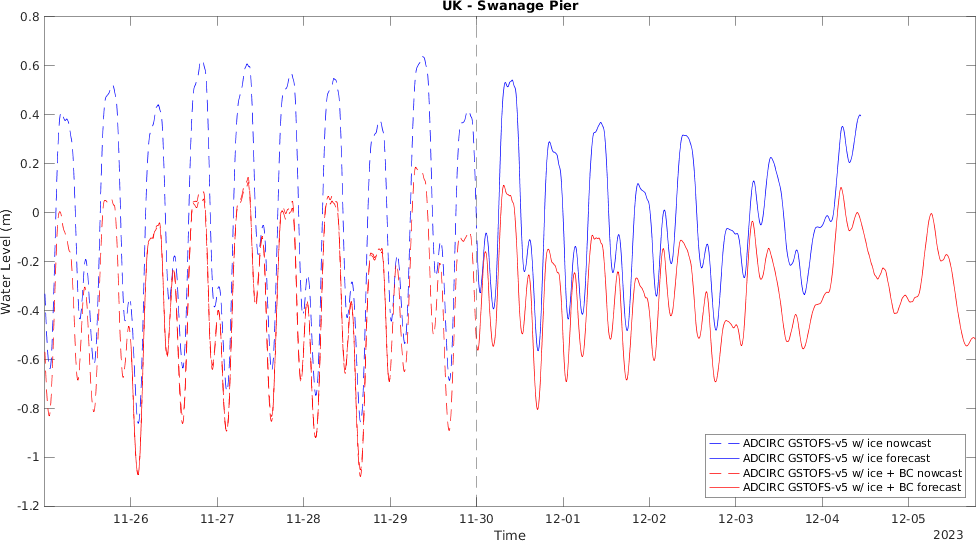 UK - Swanage Pier
0.8
0.6
0.4
0.2
0
-0.2
-0.4
-0.6
-0.8
-1
-1.2
Water Level (m)
11-26 11-27 11-28 11-29 11-30 12-01 12-02 12-03 12-04 12-05
Time
2023
ADCIRC GSTOFS-v5 w/ ice nowcast
ADCIRC GSTOFS-v5 w/ ice forecast
ADCIRC GSTOFS-v5 w/ ice + BC nowcast
ADCIRC GSTOFS-v5 w/ ice + BC forecast